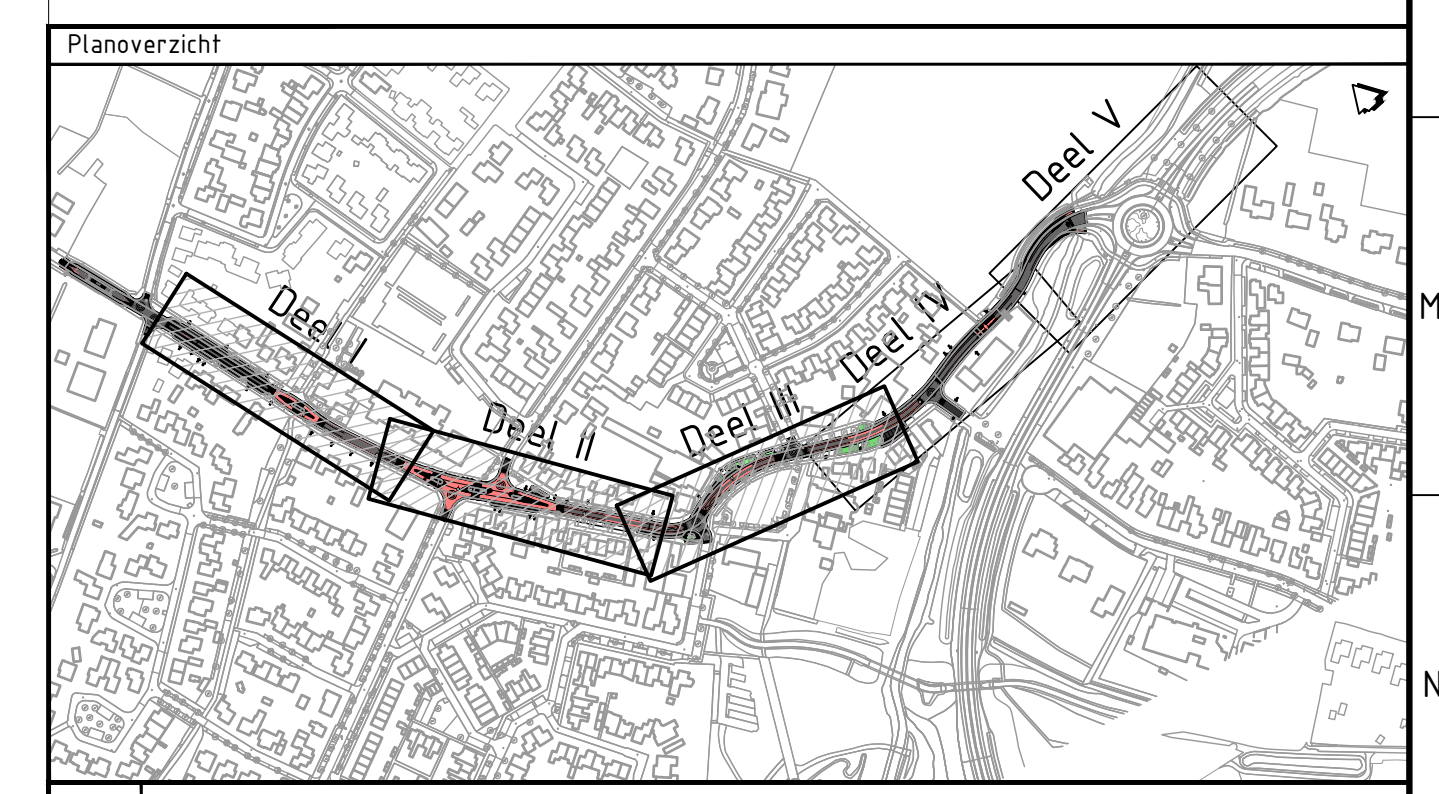 Planoverzicht
Deel V
Deel IV
Deel I
Deel II
Deel III
M
N